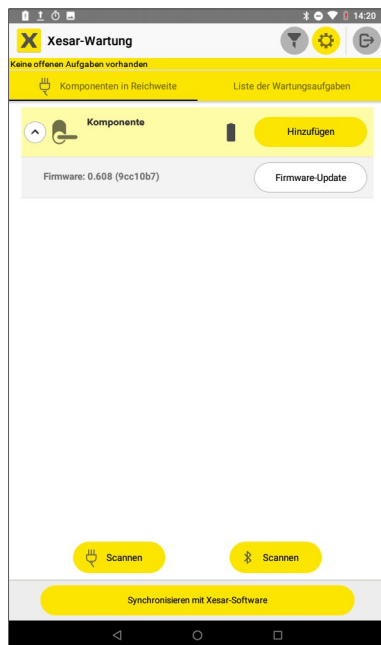 14:20
X Xesar-Wartung
Keine offenen Aufgaben vorhanden
Komponenten in Reichweite
Liste der Wartungsaufgaben
Komponente
Hinzufügen
Firmware: 0.608 (9cc10b7)
Firmware-Update
Scannen
Scannen
Synchronisieren mit Xesar-Software